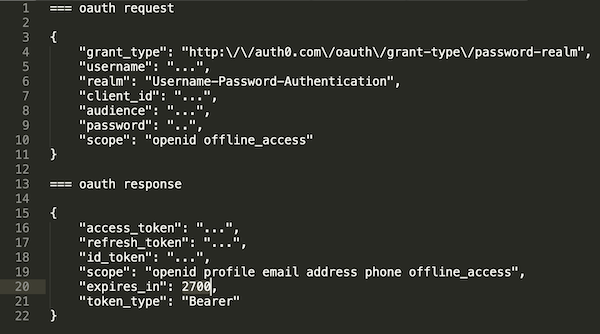 1 === oauth request
2
3 {
4 "grant_type": "http:\/\/auth0.com\/oauth\/grant-type\/password-realm",
5 "username": "...",
6 "realm": "Username-Password-Authentication",
7 "client_id": "...",
8 "audience": "...",
9 "password": "..",
10 "scope": "openid offline_access"
11 }
12
13 === oauth response
14
15 {
16 "access_token": "...",
17 "refresh_token": "...",
18 "id_token": "...",
19 "scope": "openid profile email address phone offline_access",
20 "expires_in": 2700,
21 "token_type": "Bearer"
22 }